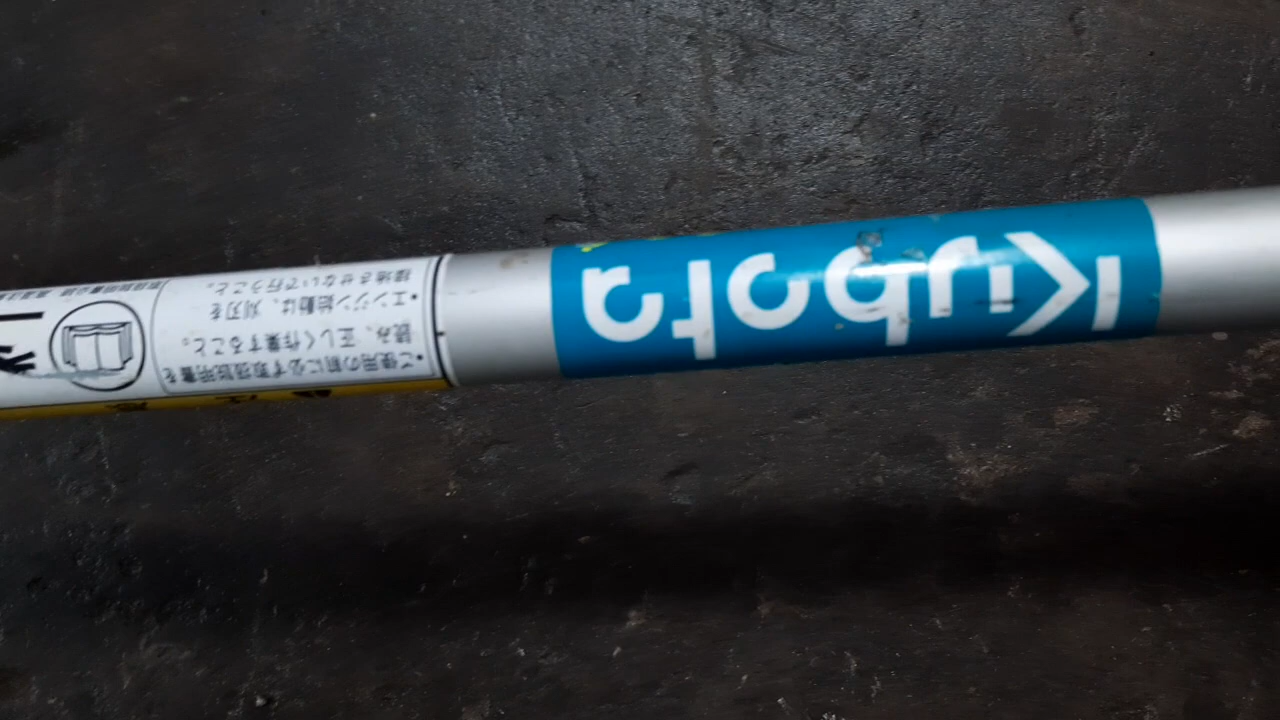 Kubota
・ご使用の前に必ず取扱説明書を
読み、正しく作業すること。
・エンジン始動は、刈刃を
接地させないで行うこと。